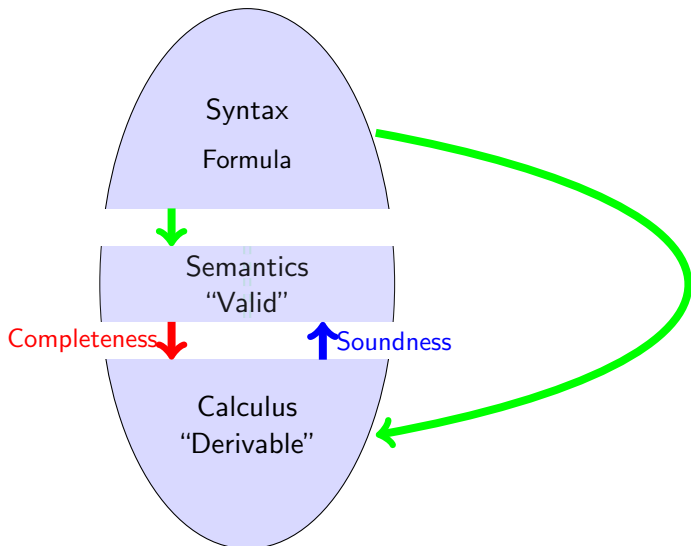 Syntax
Formula
Semantics
“Valid”
Completeness
Soundness
Calculus
“Derivable”